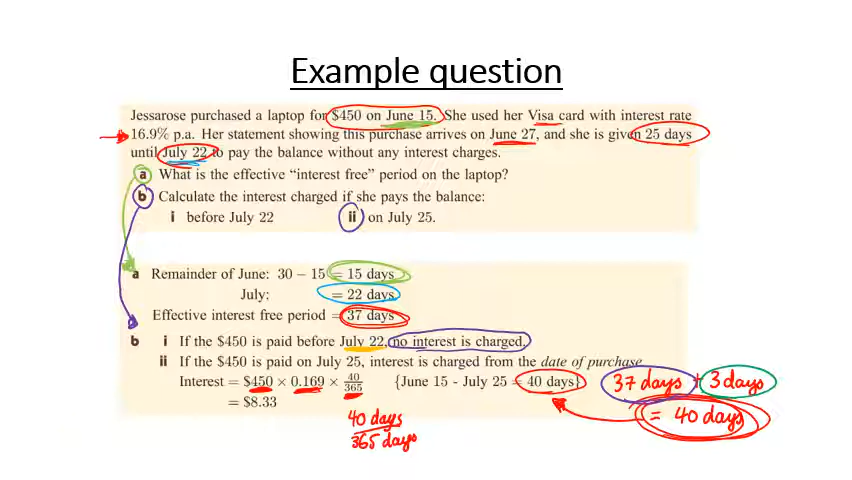 Example question
Jessarose purchased a laptop for $450 on June 15. She used her Visa card with interest rate
16.9% p.a. Her statement showing this purchase arrives on June 27, and she is given 25 days
until July 22 to pay the balance without any interest charges.
a What is the effective “interest free” period on the laptop?
b Calculate the interest charged if she pays the balance:
i before July 22 ii on July 25.
a Remainder of June: 30 − 15 = 15 days
July; = 22 days
Effective interest free period = 37 days
b i If the $450 is paid before July 22, no interest is charged.
ii If the $450 is paid on July 25, interest is charged from the date of purchase
Interest = $450 × 0.169 × 40/365 {June 15 - July 25 = 40 days} 37 days + 3 days
= $8.33 = 40 days
40 days
365 days